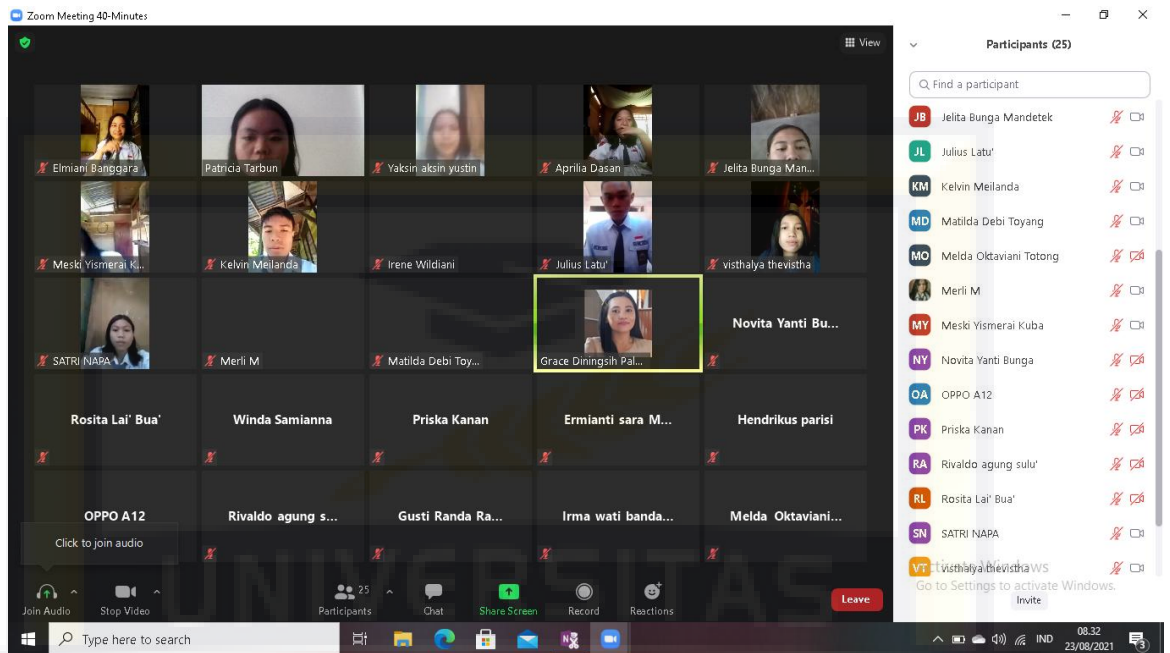 Zoom Meeting 40-Minutes
View
Participants (25)
Find a participant
Elmiani Banggara
Patricia Tarbun
Yaksin aksin yustin
Aprilia Dasan
Jelita Bunga Man...
Meski Yismerai K...
Kelvin Meilanda
Irene Wildiani
Julius Latu'
visthalya thevistha
SATRI NAPA
Merli M
Matilda Debi Toy...
Grace Diningsih Pal...
Novita Yanti Bu...
Rosita Lai' Bua'
Winda Samianna
Priska Kanan
Ermianti sara M...
Hendrikus parisi
OPPO A12
Rivaldo agung s...
Gusti Randa Ra...
Irma wati banda...
Melda Oktaviani...
Click to join audio
UNIVERSITAS
Join Audio
Stop Video
Participants
25
Chat
Share Screen
Record
Reactions
Leave
JB Jelita Bunga Mandetek
JL Julius Latu'
KM Kelvin Meilanda
MD Matilda Debi Toyang
MO Melda Oktaviani Totong
Merli M
MY Meski Yismerai Kuba
NY Novita Yanti Bunga
OA OPPO A12
PK Priska Kanan
RA Rivaldo agung sulu'
RL Rosita Lai' Bua'
SN SATRI NAPA
VT visthalya thevistha
Activate Windows
Go to Settings to activate Windows.
Invite
Type here to search
IND
08.32
23/08/2021
3